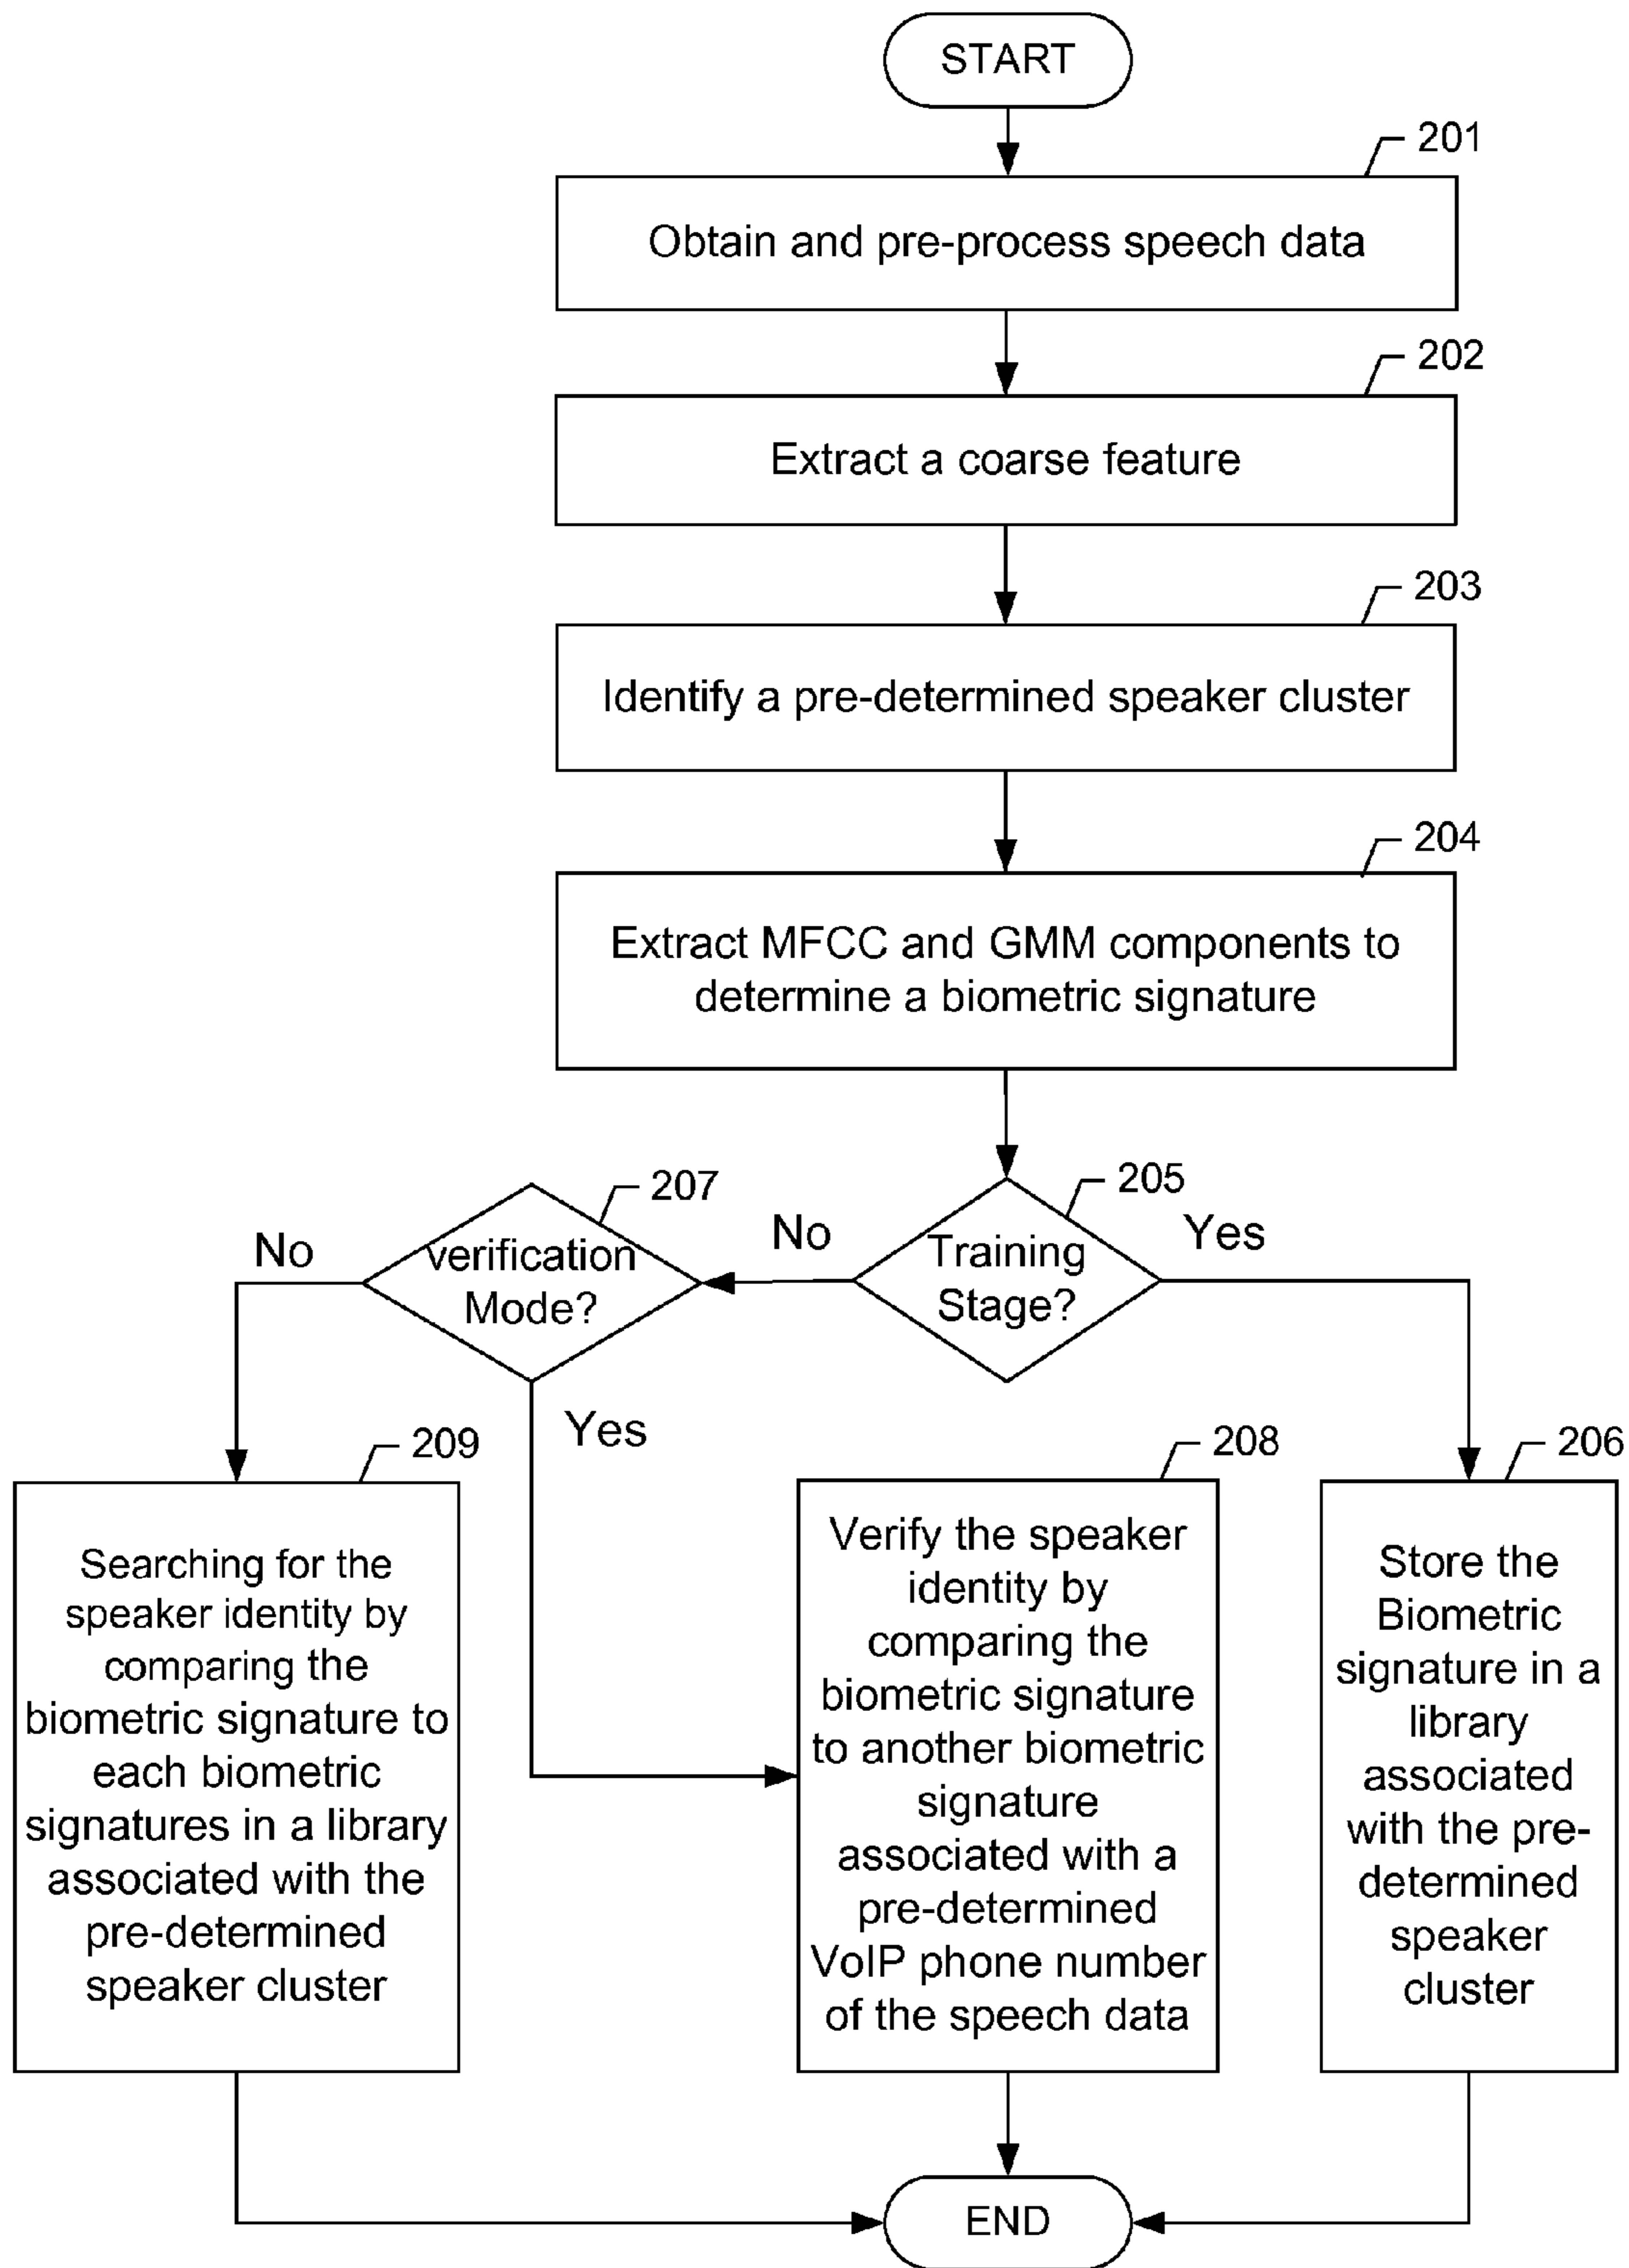 START
201
Obtain and pre-process speech data
202
Extract a coarse feature
203
Identify a pre-determined speaker cluster
204
Extract MFCC and GMM components to
determine a biometric signature
205
Training
Stage?
Yes
No
207
verification
Mode?
No
Yes
209
Searching for the
speaker identity by
comparing the
biometric signature to
each biometric
signatures in a library
associated with the
pre-determined
speaker cluster
208
Verify the speaker
identity by
comparing the
biometric signature
to another biometric
signature
associated with a
pre-determined
VoIP phone number
of the speech data
206
Store the
Biometric
signature in a
library
associated
with the pre-
determined
speaker
cluster
END